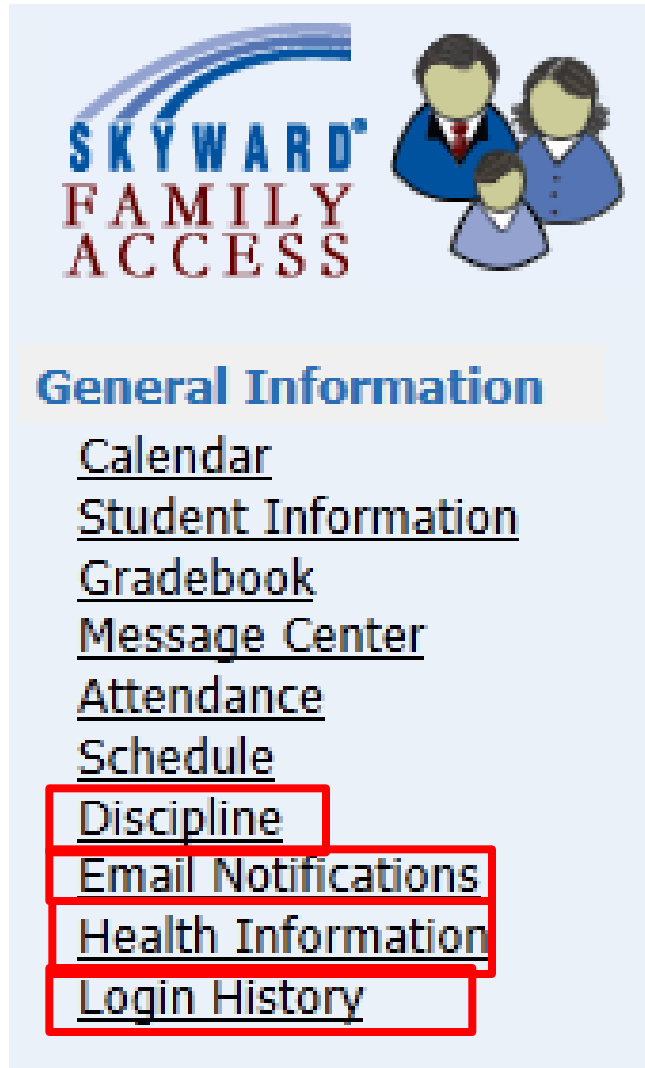 SKYWARD®
FAMILY
ACCESS
General Information
Calendar
Student Information
Gradebook
Message Center
Attendance
Schedule
Discipline
Email Notifications
Health Information
Login History